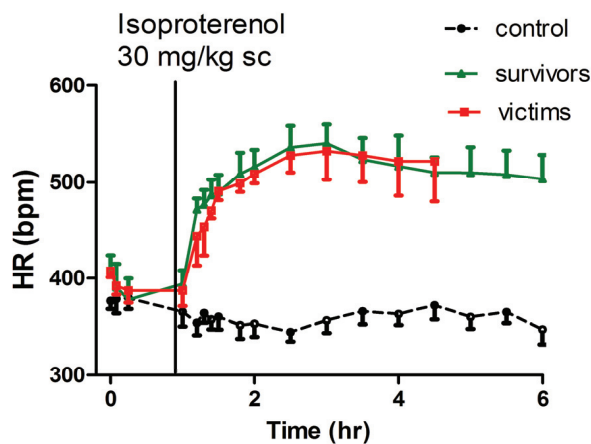 Isoproterenol
30 mg/kg sc
control
survivors
victims
600
500
400
300
HR (bpm)
0
2
4
6
Time (hr)